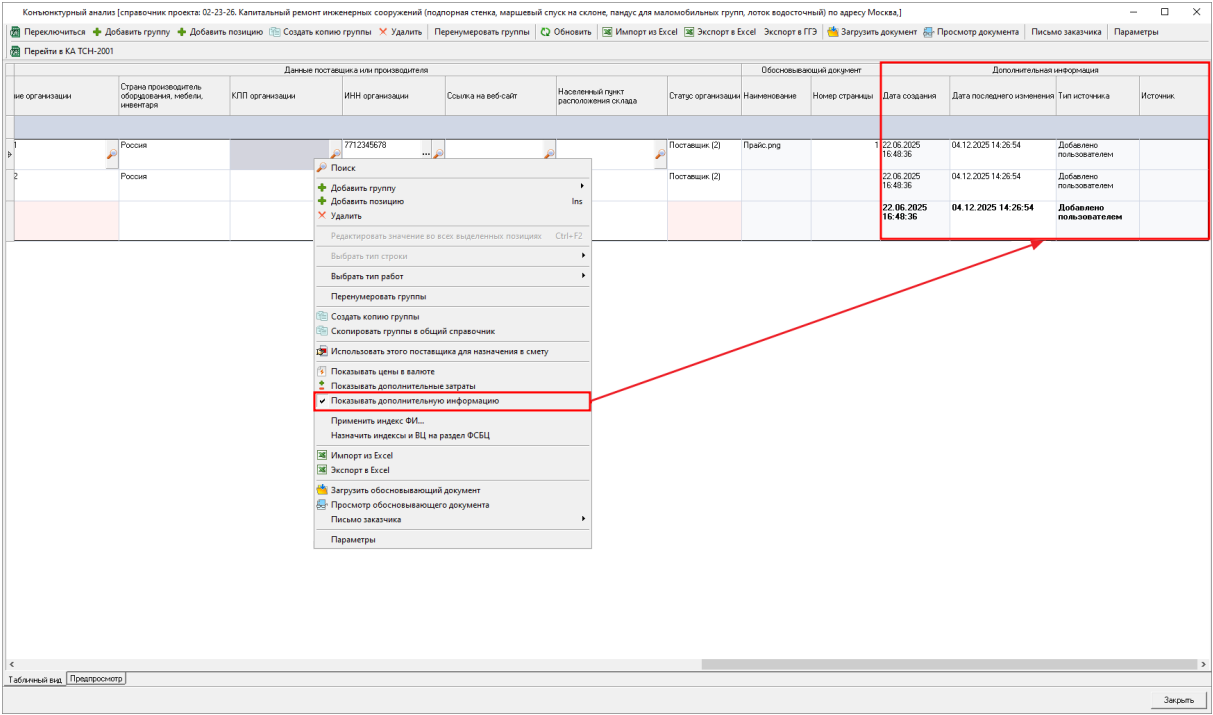 Конъюнктурный анализ [справочник проекта: 02-23-26. Капитальный ремонт инженерных сооружений (подпорная стенка, маршевый спуск на склоне, пандус для маломобильных групп, лоток водосточный) по адресу Москва,]
Переключиться Добавить группу Добавить позицию Создать копию группы Удалить Перенумеровать группы Обновить Импорт из Excel Экспорт в Excel Экспорт в ГГЭ Загрузить документ Просмотр документа Письмо заказчика Параметры
Перейти в КА ТСН-2001
Данные поставщика или производителя Обосновывающий документ Дополнительная информация
ие организации Страна производитель оборудования, мебели, инвентаря КПП организации ИНН организации Ссылка на веб-сайт Населенный пункт расположения склада Статус организации Наименование Номер страницы Дата создания Дата последнего изменения Тип источника Источник
1 Россия 7712345678 ... Поставщик (2) Прайс.png 1 22.06.2025 16:48:36 04.12.2025 14:26:54 Добавлено пользователем
2 Россия Поставщик (2) 22.06.2025 16:48:36 04.12.2025 14:26:54 Добавлено пользователем
22.06.2025 16:48:36 04.12.2025 14:26:54 Добавлено пользователем
Поиск
Добавить группу
Добавить позицию Ins
Удалить
Редактировать значение во всех выделенных позициях Ctrl+F2
Выбрать тип строки
Выбрать тип работ
Перенумеровать группы
Создать копию группы
Скопировать группы в общий справочник
Использовать этого поставщика для назначения в смету
Показывать цены в валюте
Показывать дополнительные затраты
Показывать дополнительную информацию
Применить индекс ФИ...
Назначить индексы и ВЦ на раздел ФСБЦ
Импорт из Excel
Экспорт в Excel
Загрузить обосновывающий документ
Просмотр обосновывающего документа
Письмо заказчика
Параметры
Табличный вид Предпросмотр
Закрыть